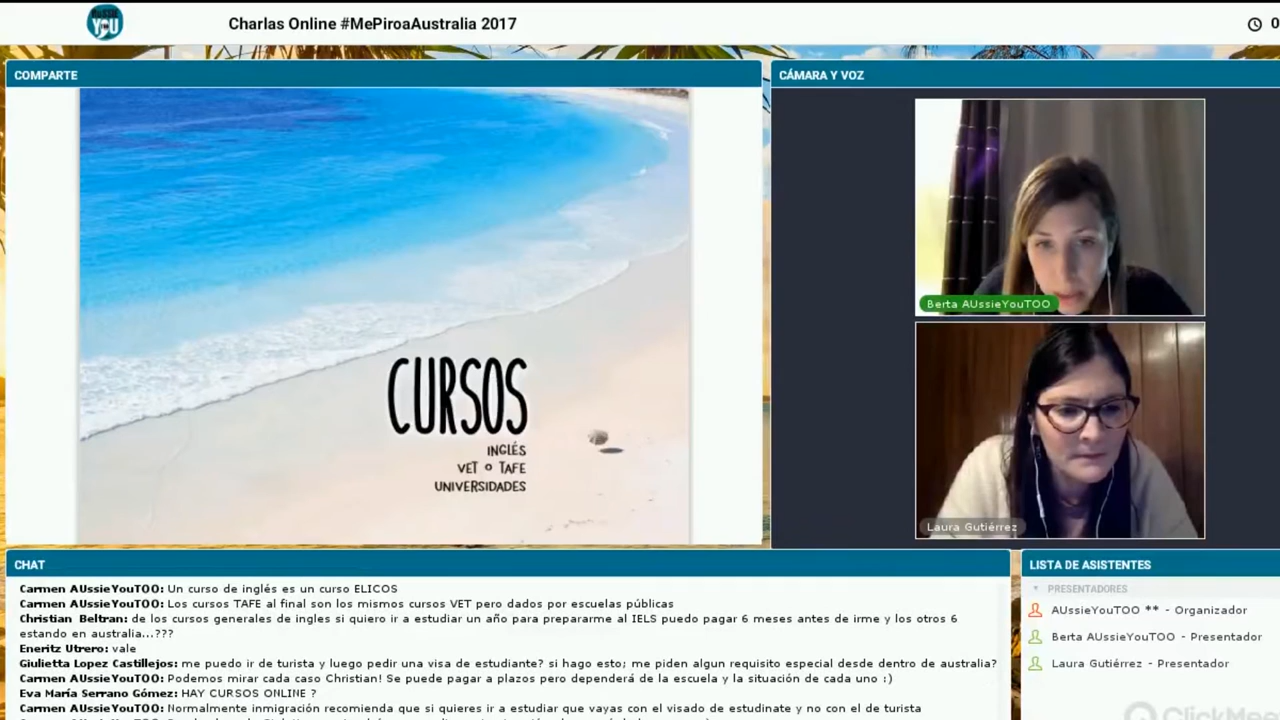 AUSSIE
YOU
Charlas Online #MePiroaAustralia 2017
0
COMPARTE
CÁMARA Y VOZ
CURSOS
INGLÉS
VET o TAFE
UNIVERSIDADES
Berta AUssieYouTOO
Laura Gutiérrez
CHAT
Carmen AUssieYouTOO: Un curso de inglés es un curso ELICOS
Carmen AUssieYouTOO: Los cursos TAFE al final son los mismos cursos VET pero dados por escuelas públicas
Christian Beltran: de los cursos generales de ingles si quiero ir a estudiar un año para prepararme al IELS puedo pagar 6 meses antes de irme y los otros 6
estando en australia...???
Eneritz Utrero: vale
Giulietta Lopez Castillejos: me puedo ir de turista y luego pedir una visa de estudiante? si hago esto; me piden algun requisito especial desde dentro de australia?
Carmen AUssieYouTOO: Podemos mirar cada caso Christian! Se puede pagar a plazos pero dependerá de la escuela y la situación de cada uno :)
Eva María Serrano Gómez: HAY CURSOS ONLINE ?
Carmen AUssieYouTOO: Normalmente inmigración recomienda que si quieres ir a estudiar que vayas con el visado de estudinate y no con el de turista
LISTA DE ASISTENTES
PRESENTADORES
AUssieYouTOO ** - Organizador
Berta AUssieYouTOO - Presentador
Laura Gutiérrez - Presentador
ClickMee